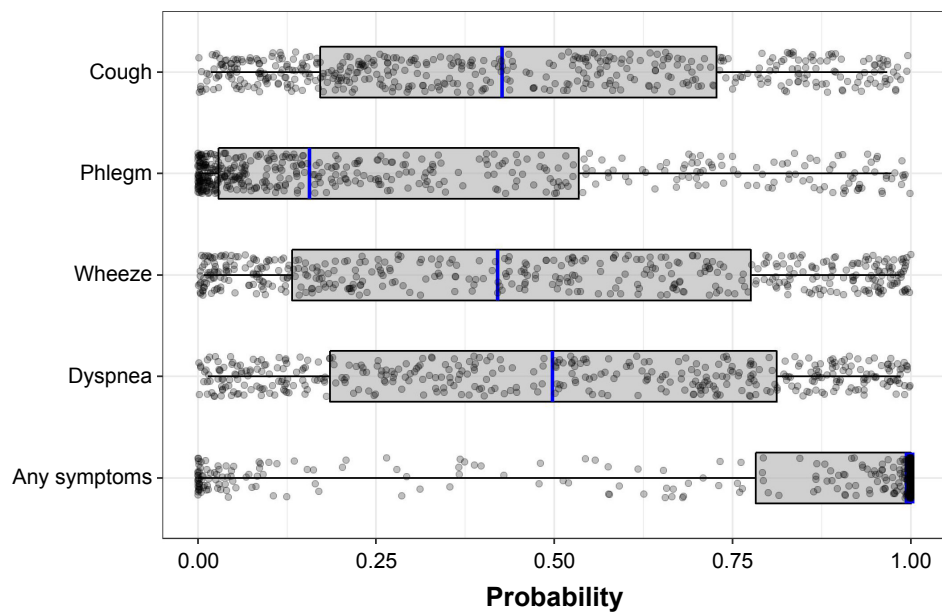 Cough
Phlegm
Wheeze
Dyspnea
Any symptoms
0.00 0.25 0.50 0.75 1.00
Probability